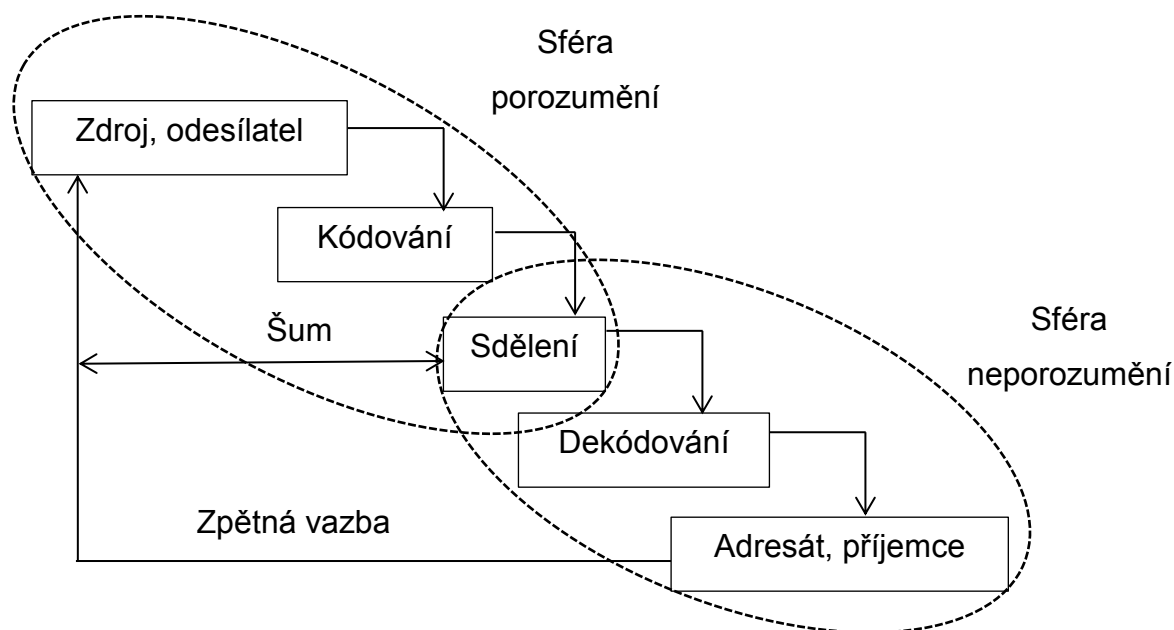 Sféra
porozumění
Zdroj, odesílatel
Kódování
Šum
Sdělení
Sféra
neporozumění
Dekódování
Zpětná vazba
Adresát, příjemce